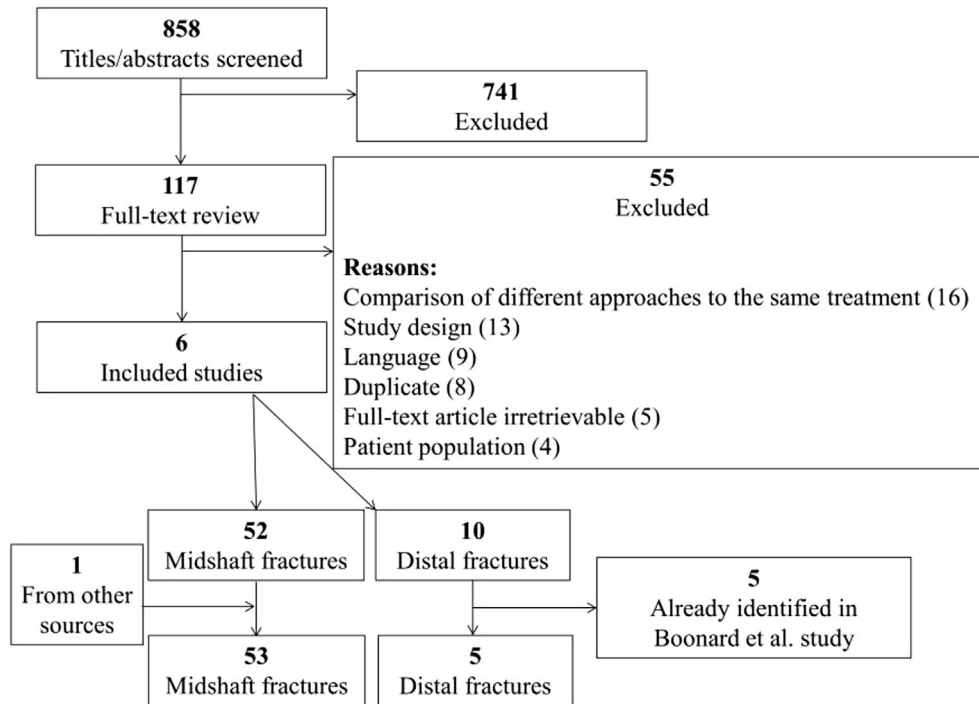 858
Titles/abstracts screened
741
Excluded
117
Full-text review
55
Excluded
Reasons:
Comparison of different approaches to the same treatment (16)
Study design (13)
Language (9)
Duplicate (8)
Full-text article irretrievable (5)
Patient population (4)
6
Included studies
52
Midshaft fractures
10
Distal fractures
1
From other
sources
5
Already identified in
Boonard et al. study
53
Midshaft fractures
5
Distal fractures